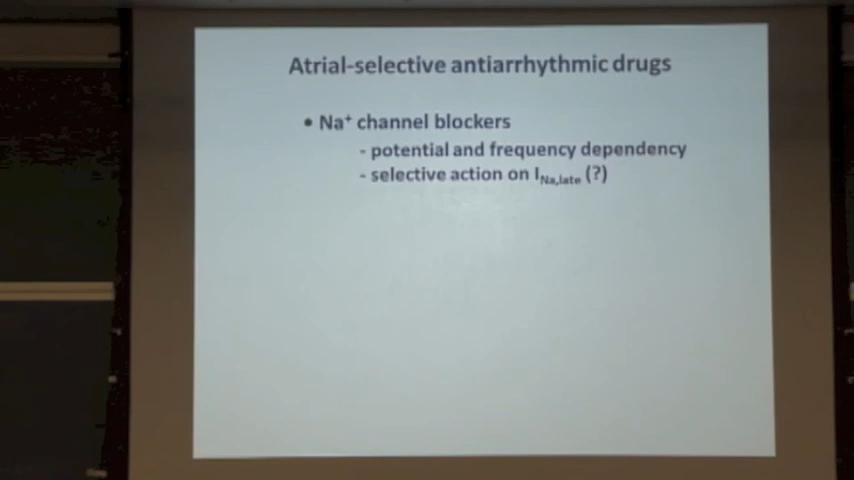 Atrial-selective antiarrhythmic drugs
• Na⁺ channel blockers
- potential and frequency dependency
- selective action on I_Na,late (?)